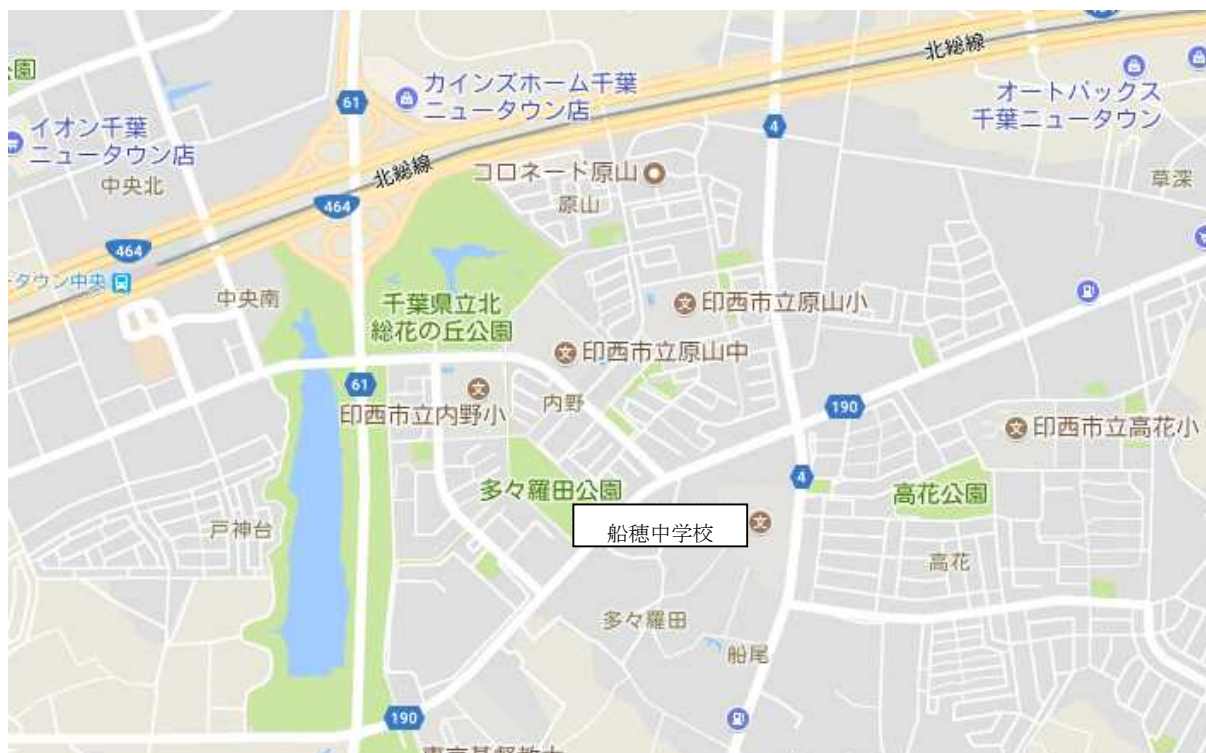 北総線
61
カインズホーム千葉
ニュータウン店
オートバックス
千葉ニュータウン
4
イオン千葉
ニュータウン店
中央北
北総線
コロネード原山
原山
草深
464
464
タウン中央
中央南
千葉県立北
総花の丘公園
印西市立原山小
印西市立原山中
61
印西市立内野小
内野
190
印西市立高花小
多々羅田公園
4
高花公園
戸神台
船穂中学校
高花
多々羅田
船尾
190